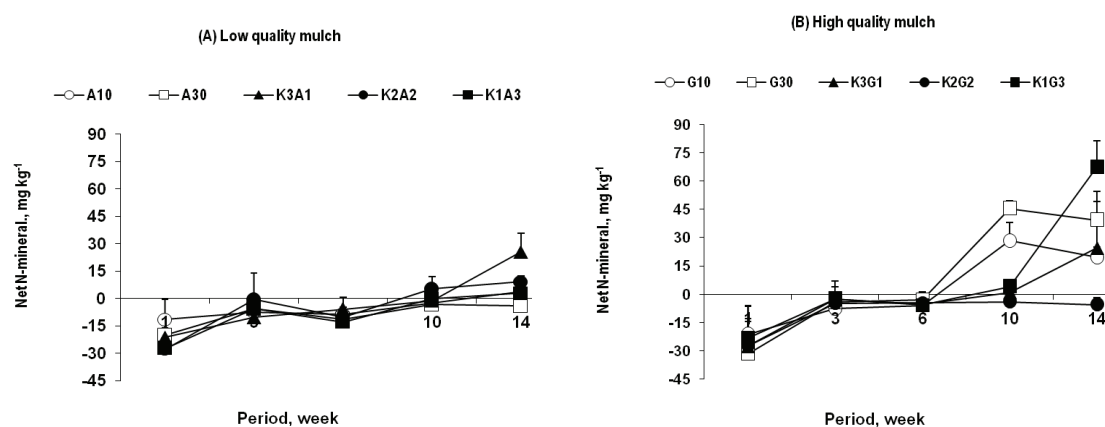 (A) Low quality mulch
A10 A30 K3A1 K2A2 K1A3
90
75
60
45
30
15
0
-15
-30
-45
Net N-mineral., mg kg-1
1 10 14
Period, week
(B) High quality mulch
G10 G30 K3G1 K2G2 K1G3
90
75
60
45
30
15
0
-15
-30
-45
Net N-mineral., mg kg-1
3 6 10 14
Period, week